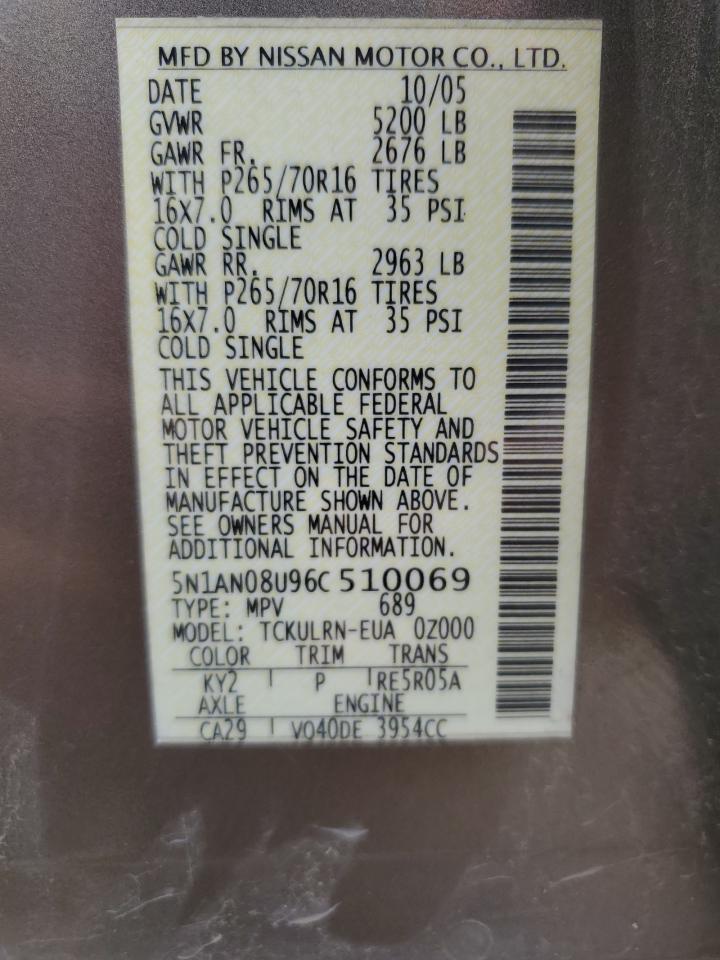 MFD BY NISSAN MOTOR CO., LTD.
DATE 10/05
GVWR 5200 LB
GAWR FR. 2676 LB
WITH P265/70R16 TIRES
16X7.0 RIMS AT 35 PSI
COLD SINGLE
GAWR RR. 2963 LB
WITH P265/70R16 TIRES
16X7.0 RIMS AT 35 PSI
COLD SINGLE
THIS VEHICLE CONFORMS TO
ALL APPLICABLE FEDERAL
MOTOR VEHICLE SAFETY AND
THEFT PREVENTION STANDARDS
IN EFFECT ON THE DATE OF
MANUFACTURE SHOWN ABOVE.
SEE OWNERS MANUAL FOR
ADDITIONAL INFORMATION.
5N1AN08U96C 510069
TYPE: MPV 689
MODEL: TCKULRN-EUA 0Z000
COLOR TRIM TRANS
KY2 P RE5R05A
AXLE ENGINE
CA29 VQ40DE 3954CC